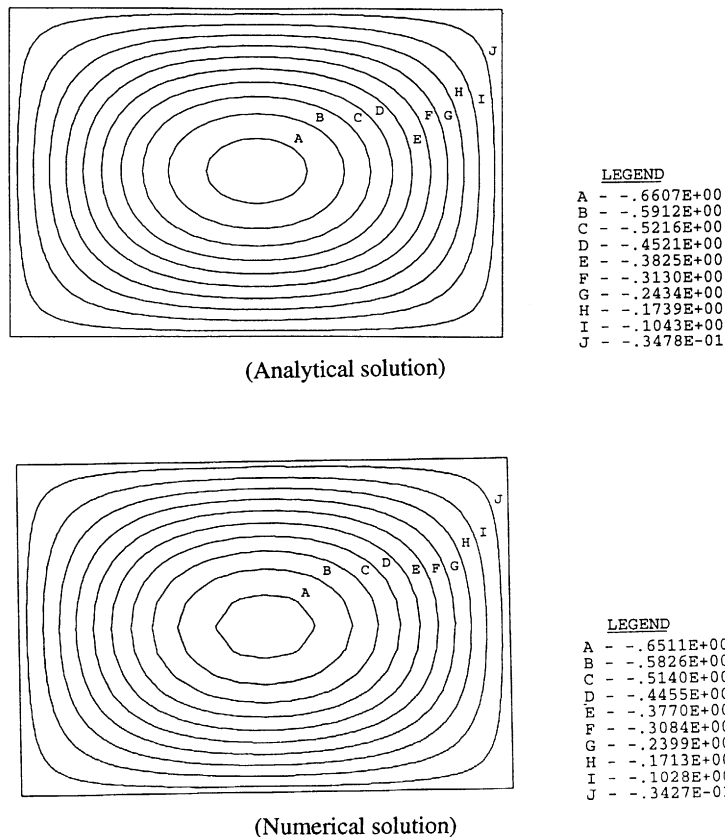 J
H
I
B
C
D
F
G
A
E
LEGEND
A - -.6607E+00
B - -.5912E+00
C - -.5216E+00
D - -.4521E+00
E - -.3825E+00
F - -.3130E+00
G - -.2434E+00
H - -.1739E+00
I - -.1043E+00
J - -.3478E-01
(Analytical solution)
J
I
H
B
C
D
E
F
G
A
LEGEND
A - -.6511E+00
B - -.5826E+00
C - -.5140E+00
D - -.4455E+00
E - -.3770E+00
F - -.3084E+00
G - -.2399E+00
H - -.1713E+00
I - -.1028E+00
J - -.3427E-01
(Numerical solution)